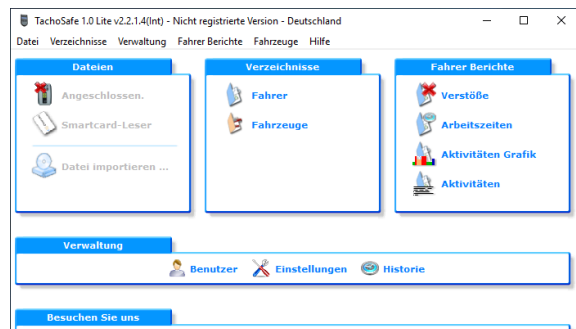 TachoSafe 1.0 Lite v2.2.1.4(Int) - Nicht registrierte Version - Deutschland
Datei Verzeichnisse Verwaltung Fahrer Berichte Fahrzeuge Hilfe
Dateien
Angeschlossen.
Smartcard-Leser
Datei importieren ...
Verzeichnisse
Fahrer
Fahrzeuge
Fahrer Berichte
Verstöße
Arbeitszeiten
Aktivitäten Grafik
Aktivitäten
Verwaltung
Benutzer Einstellungen Historie
Besuchen Sie uns